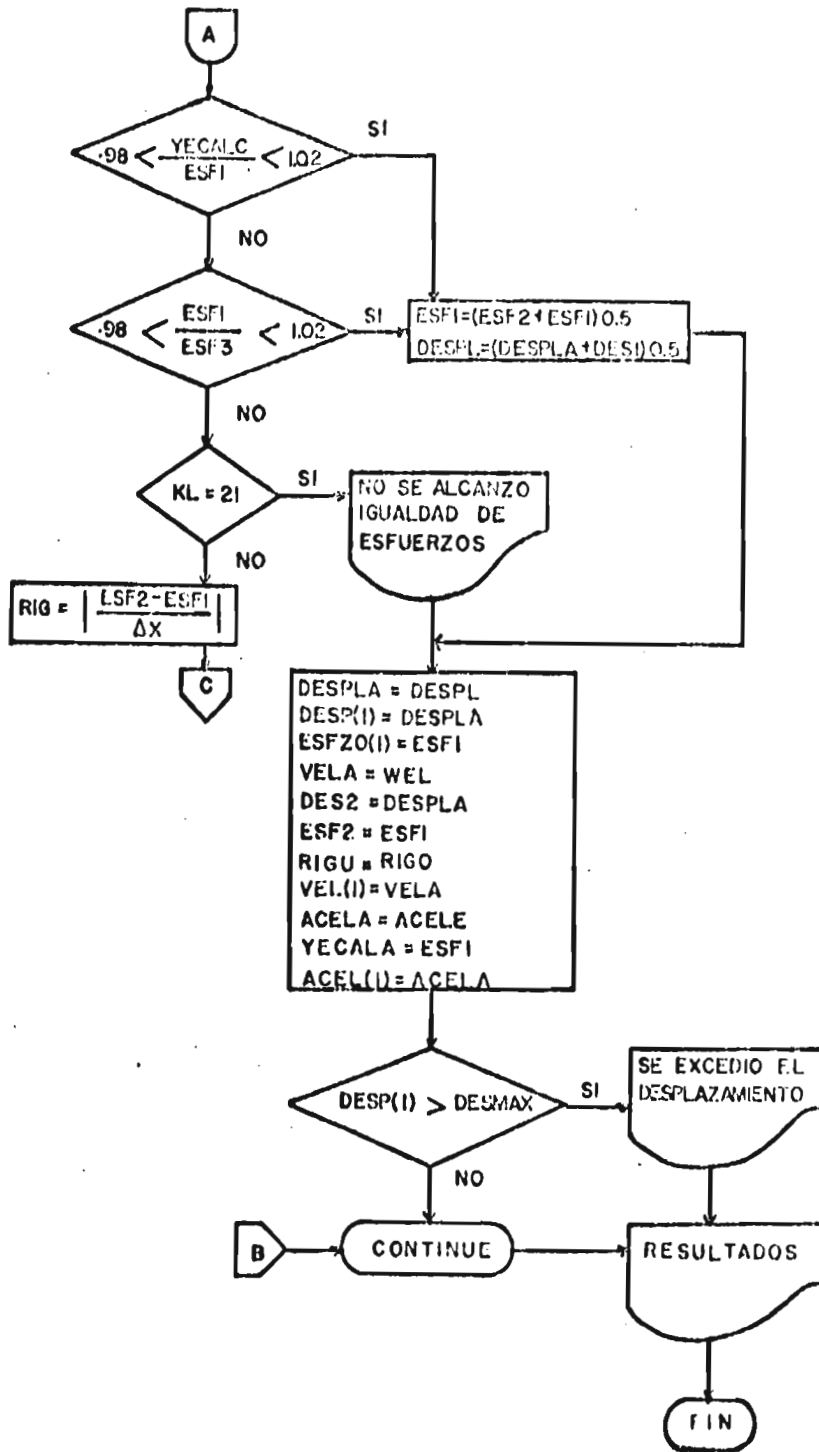 A
.98 < YECALC / ESF1 < 1.02
SI
NO
.98 < ESF1 / ESF3 < 1.02
SI
ESF1=(ESF2+ESF1)0.5
DESPL=(DESPLA+DES1)0.5
NO
KL = 21
SI
NO SE ALCANZO
IGUALDAD DE
ESFUERZOS
NO
RIG = | ESF2-ESF1 / ΔX |
C
DESPLA = DESPL
DESP(I) = DESPLA
ESFZO(I) = ESF1
VELA = WEL
DES2 = DESPLA
ESF2 = ESF1
RIGU = RIGO
VEL(I) = VELA
ACELA = ACELE
YECALA = ESF1
ACEL(I) = ACELA
DESP(I) > DESMAX
SI
SE EXCEDIO EL
DESPLAZAMIENTO
NO
B
CONTINUE
RESULTADOS
FIN